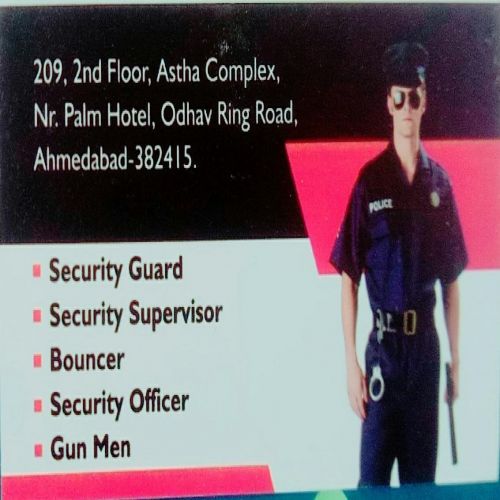 209, 2nd Floor, Astha Complex,
Nr. Palm Hotel, Odhav Ring Road,
Ahmedabad-382415.
POLICE
Security Guard
Security Supervisor
Bouncer
Security Officer
Gun Men